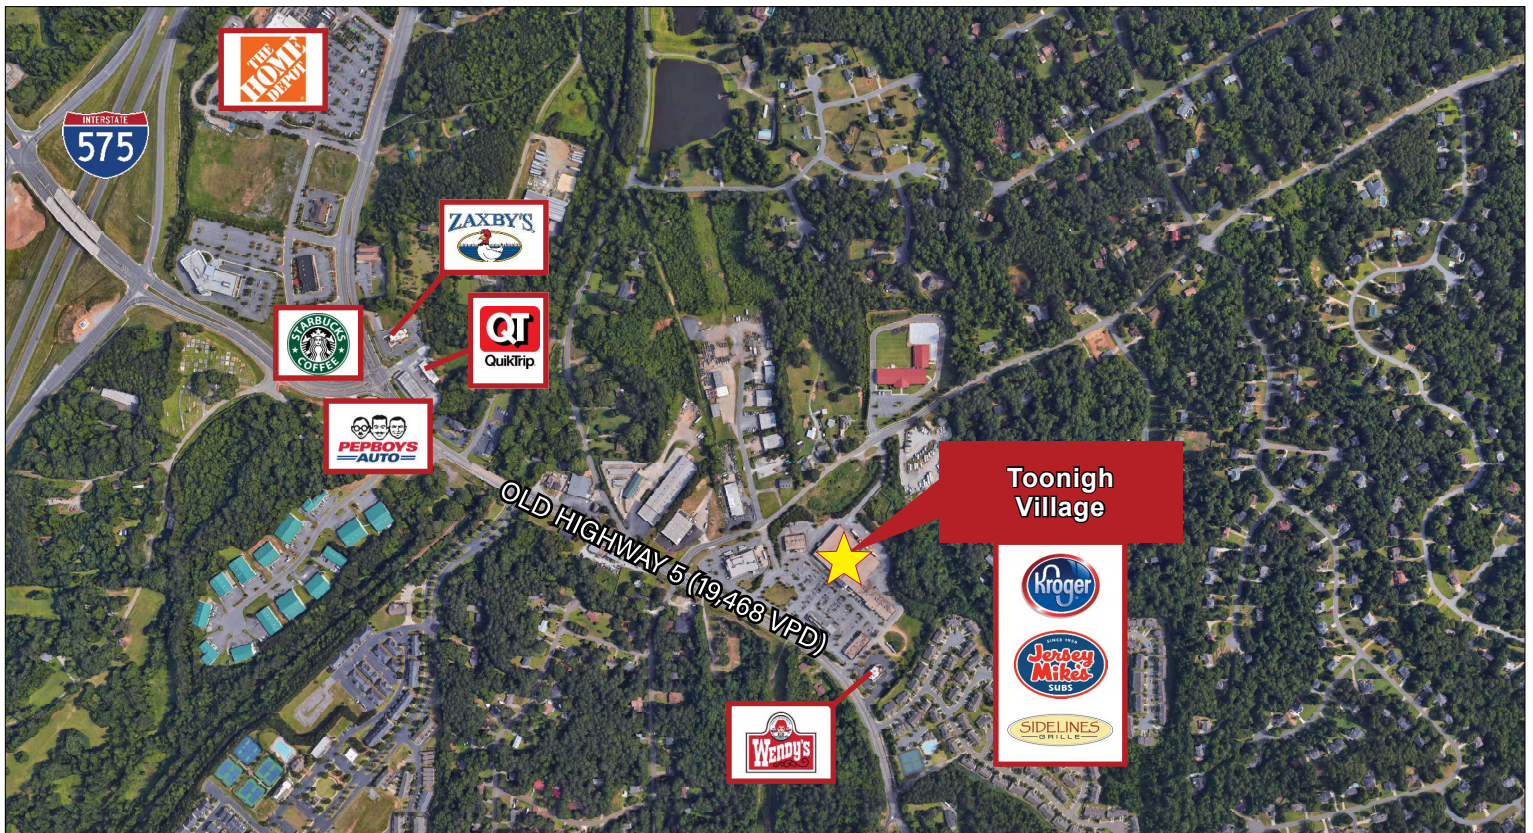 THE
HOME
DEPOT
INTERSTATE
575
ZAXBY'S
STARBUCKS
COFFEE
QT
QuikTrip
PEPBOYS
AUTO
OLD HIGHWAY 5 (19,468 VPD))
Toonigh
Village
Kroger
SINCE 1956
Jersey
Mike's
SUBS
SIDELINES
GRILLE
WENDY'S